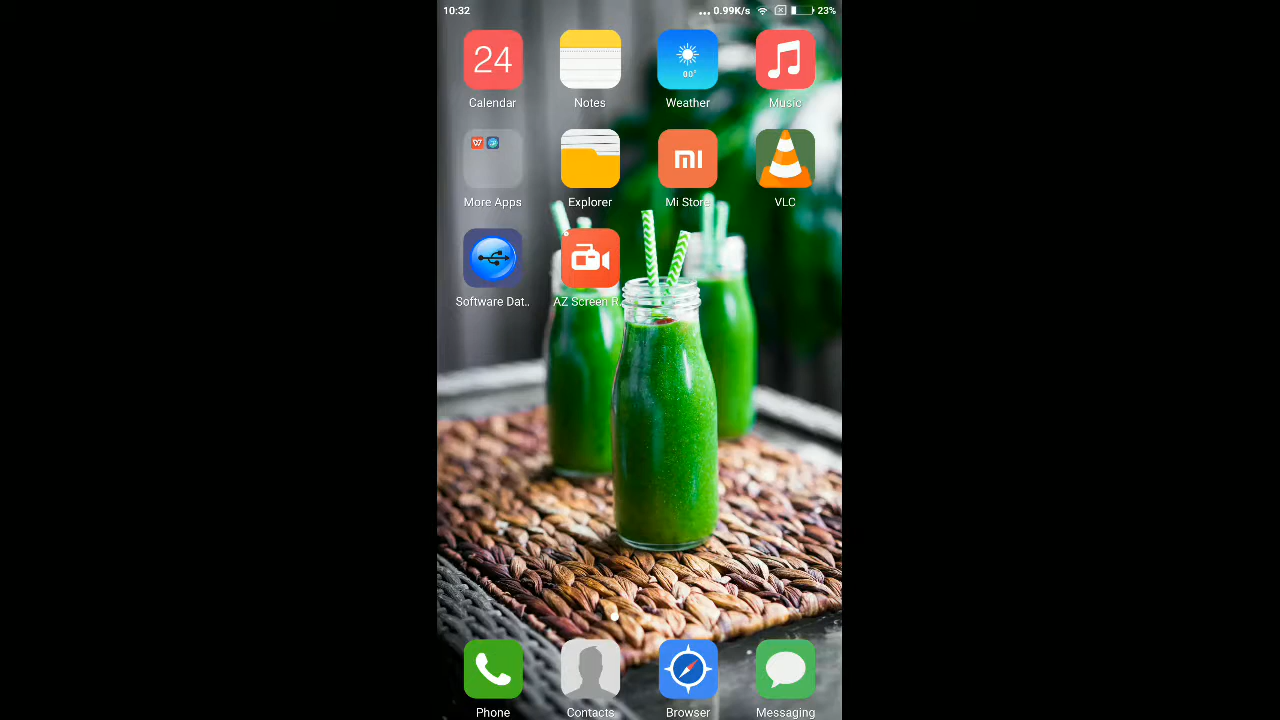 10:32 ... 0.99K/s 23%
24 00°
Calendar Notes Weather Music
W mi
More Apps Explorer Mi Store VLC
Software Dat.. AZ Screen R..
Phone Contacts Browser Messaging